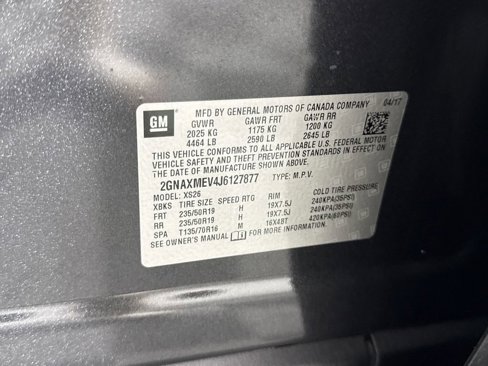 GM
MFD BY GENERAL MOTORS OF CANADA COMPANY 04/17
GVWR GAWR FRT GAWR RR
2025 KG 1175 KG 1200 KG
4464 LB 2590 LB 2645 LB
THIS VEHICLE CONFORMS TO ALL APPLICABLE U.S. FEDERAL MOTOR
VEHICLE SAFETY AND THEFT PREVENTION STANDARDS IN EFFECT ON
THE DATE OF MANUFACTURE SHOWN ABOVE.
2GNAXMEV4J6127877 TYPE: M.P.V.
MODEL: XS26
XBKS TIRE SIZE SPEED RTG RIM COLD TIRE PRESSURE
FRT 235/50R19 H 19X7.5J 240KPA(35PSI)
RR 235/50R19 H 19X7.5J 240KPA(35PSI)
SPA T135/70R16 M 16X4BT 420KPA(60PSI)
SEE OWNER'S MANUAL FOR MORE INFORMATION.